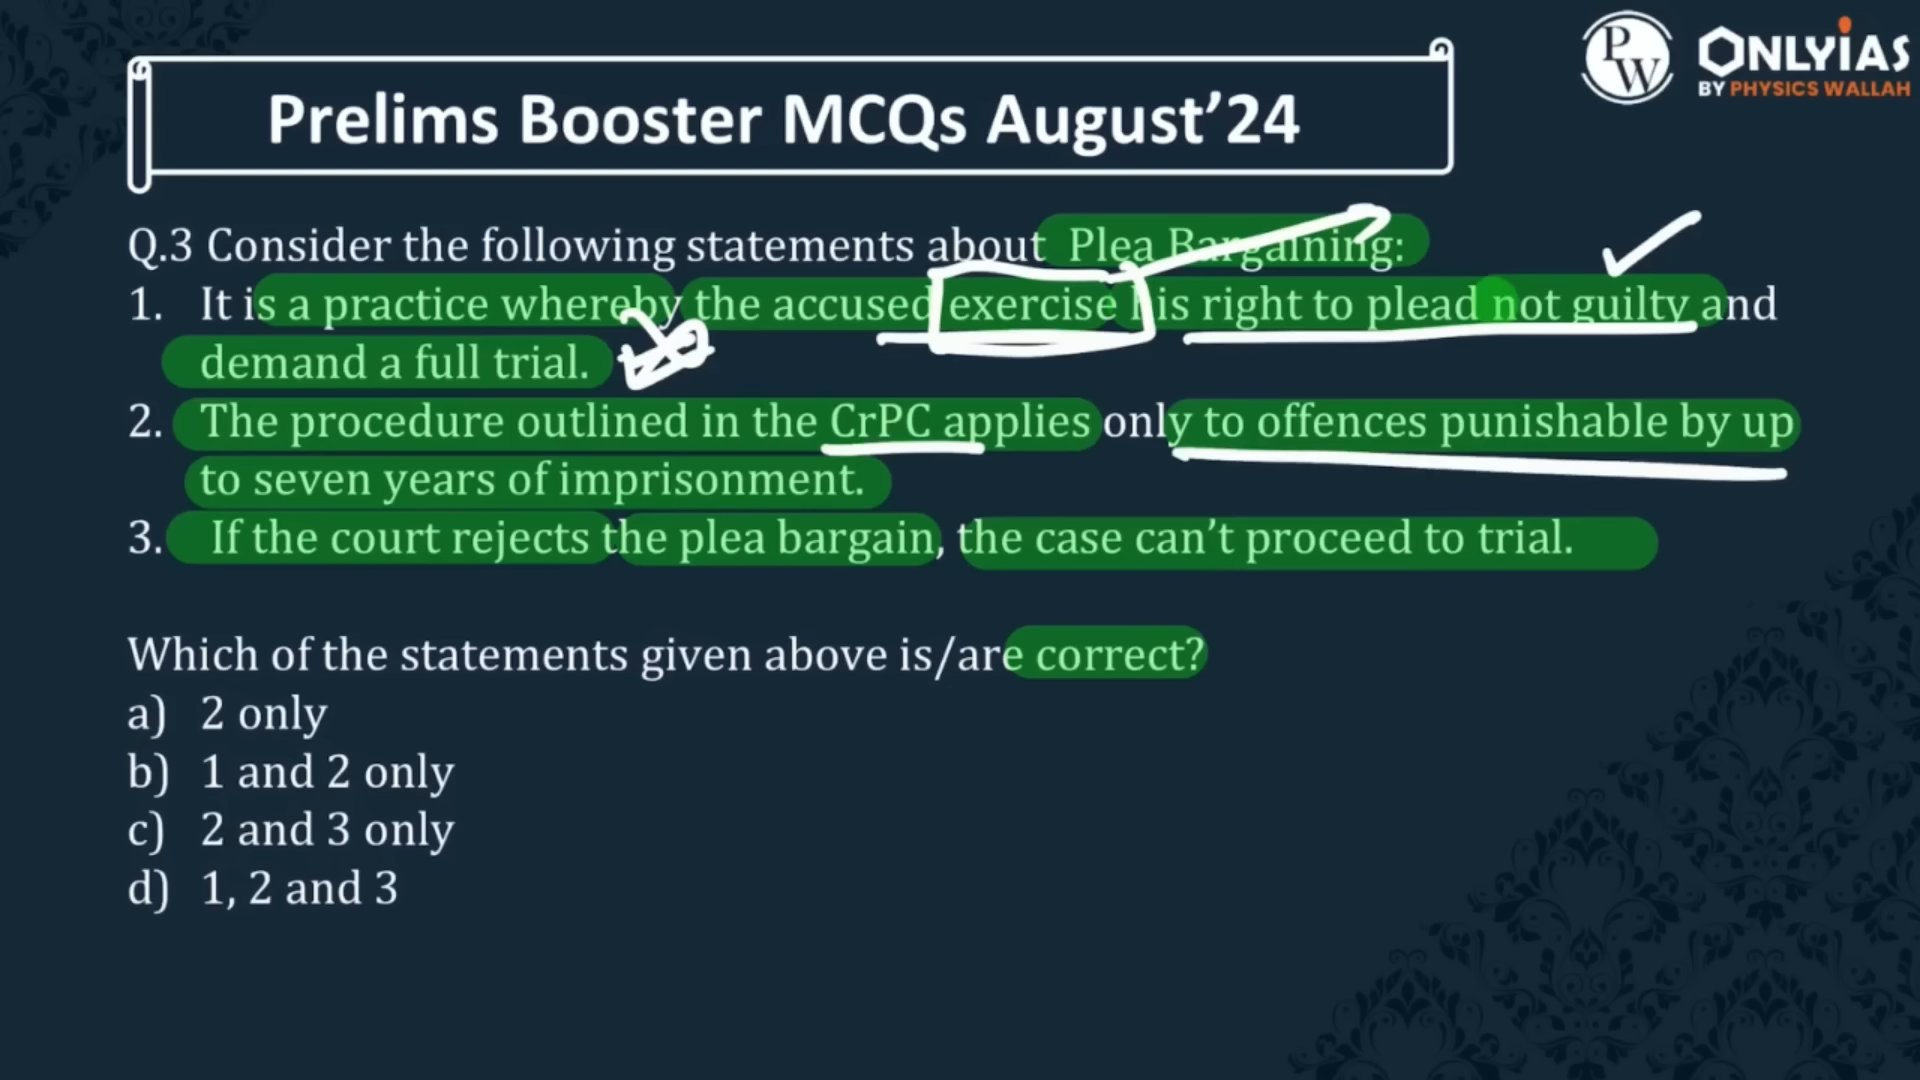 PW ONLYIAS
BY PHYSICS WALLAH
Prelims Booster MCQs August’24
Q.3 Consider the following statements about Plea Bargaining:
1. It is a practice whereby the accused exercise his right to plead not guilty and
demand a full trial.
2. The procedure outlined in the CrPC applies only to offences punishable by up
to seven years of imprisonment.
3. If the court rejects the plea bargain, the case can’t proceed to trial.
Which of the statements given above is/are correct?
a) 2 only
b) 1 and 2 only
c) 2 and 3 only
d) 1, 2 and 3